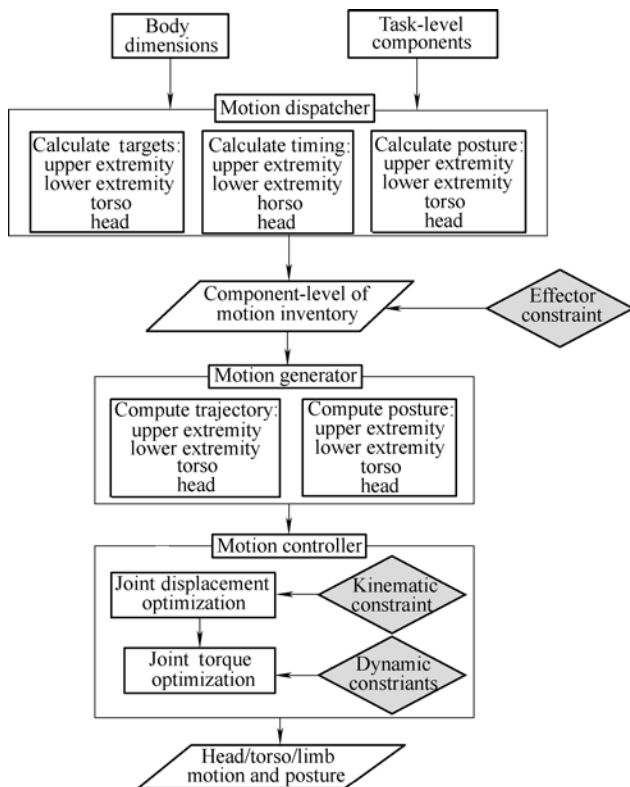 Body
dimensions
Task-level
components
Motion dispatcher
Calculate targets:
upper extremity
lower extremity
torso
head
Calculate timing:
upper extremity
lower extremity
horso
head
Calculate posture:
upper extremity
lower extremity
torso
head
Component-level of
motion inventory
Effector
constraint
Motion generator
Compute trajectory:
upper extremity
lower extremity
torso
head
Compute posture:
upper extremity
lower extremity
torso
head
Motion controller
Joint displacement
optimization
Kinematic
constraint
Joint torque
optimization
Dynamic
constriants
Head/torso/limb
motion and posture